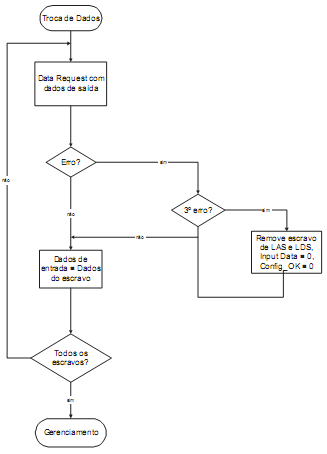 Troca de Dados
Data Request com
dados de saída
não
Erro?
sim
não
3º erro?
sim
não
Remove escravo
de LAS e LDS,
Input Data = 0,
Config_OK = 0
Dados de
entrada = Dados
do escravo
Todos os
escravos?
sim
Gerenciamento